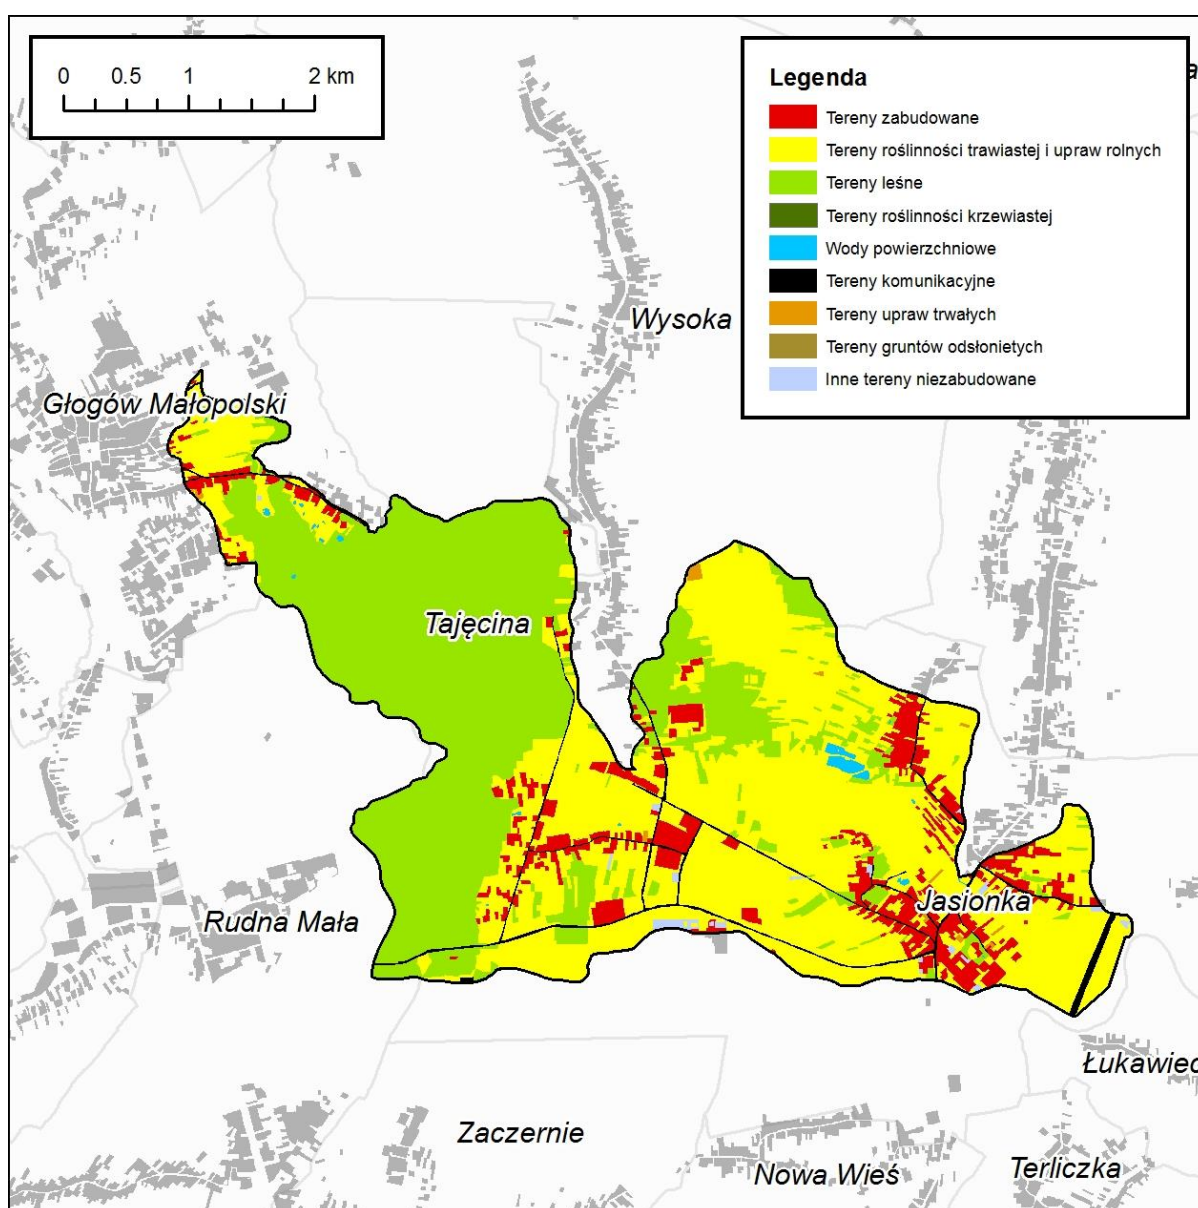 0 0.5 1 2 km
Legenda
Tereny zabudowane
Tereny roślinności trawiastej i upraw rolnych
Tereny leśne
Tereny roślinności krzewiastej
Wody powierzchniowe
Tereny komunikacyjne
Tereny upraw trwałych
Tereny gruntów odsłonietych
Inne tereny niezabudowane
a
Wysoka
Głogów Małopolski
Tajęcina
Jasionka
Rudna Mała
Łukawiec
Zaczernie
Nowa Wieś
Terliczka